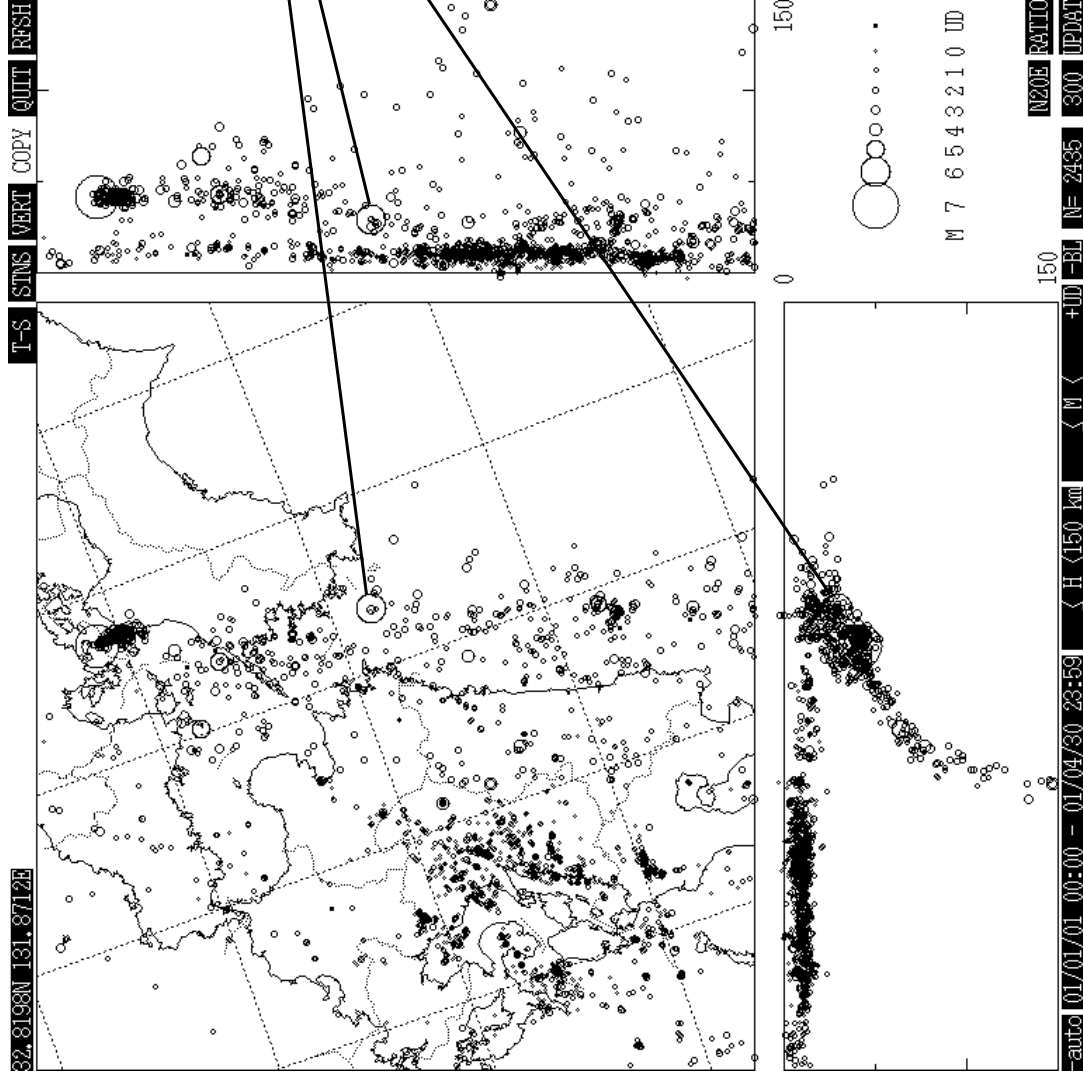 32.8198N 131.8712E T-S STNS VERT COPY QUIT RFSH
0 150
M 7 6 5 4 3 2 1 0 UD
150
N20E RATIO
-auto 01/01/01 00:00 - 01/04/30 23:59 < H <150 km < M < +UD -BL N= 2435 300 UPDAT